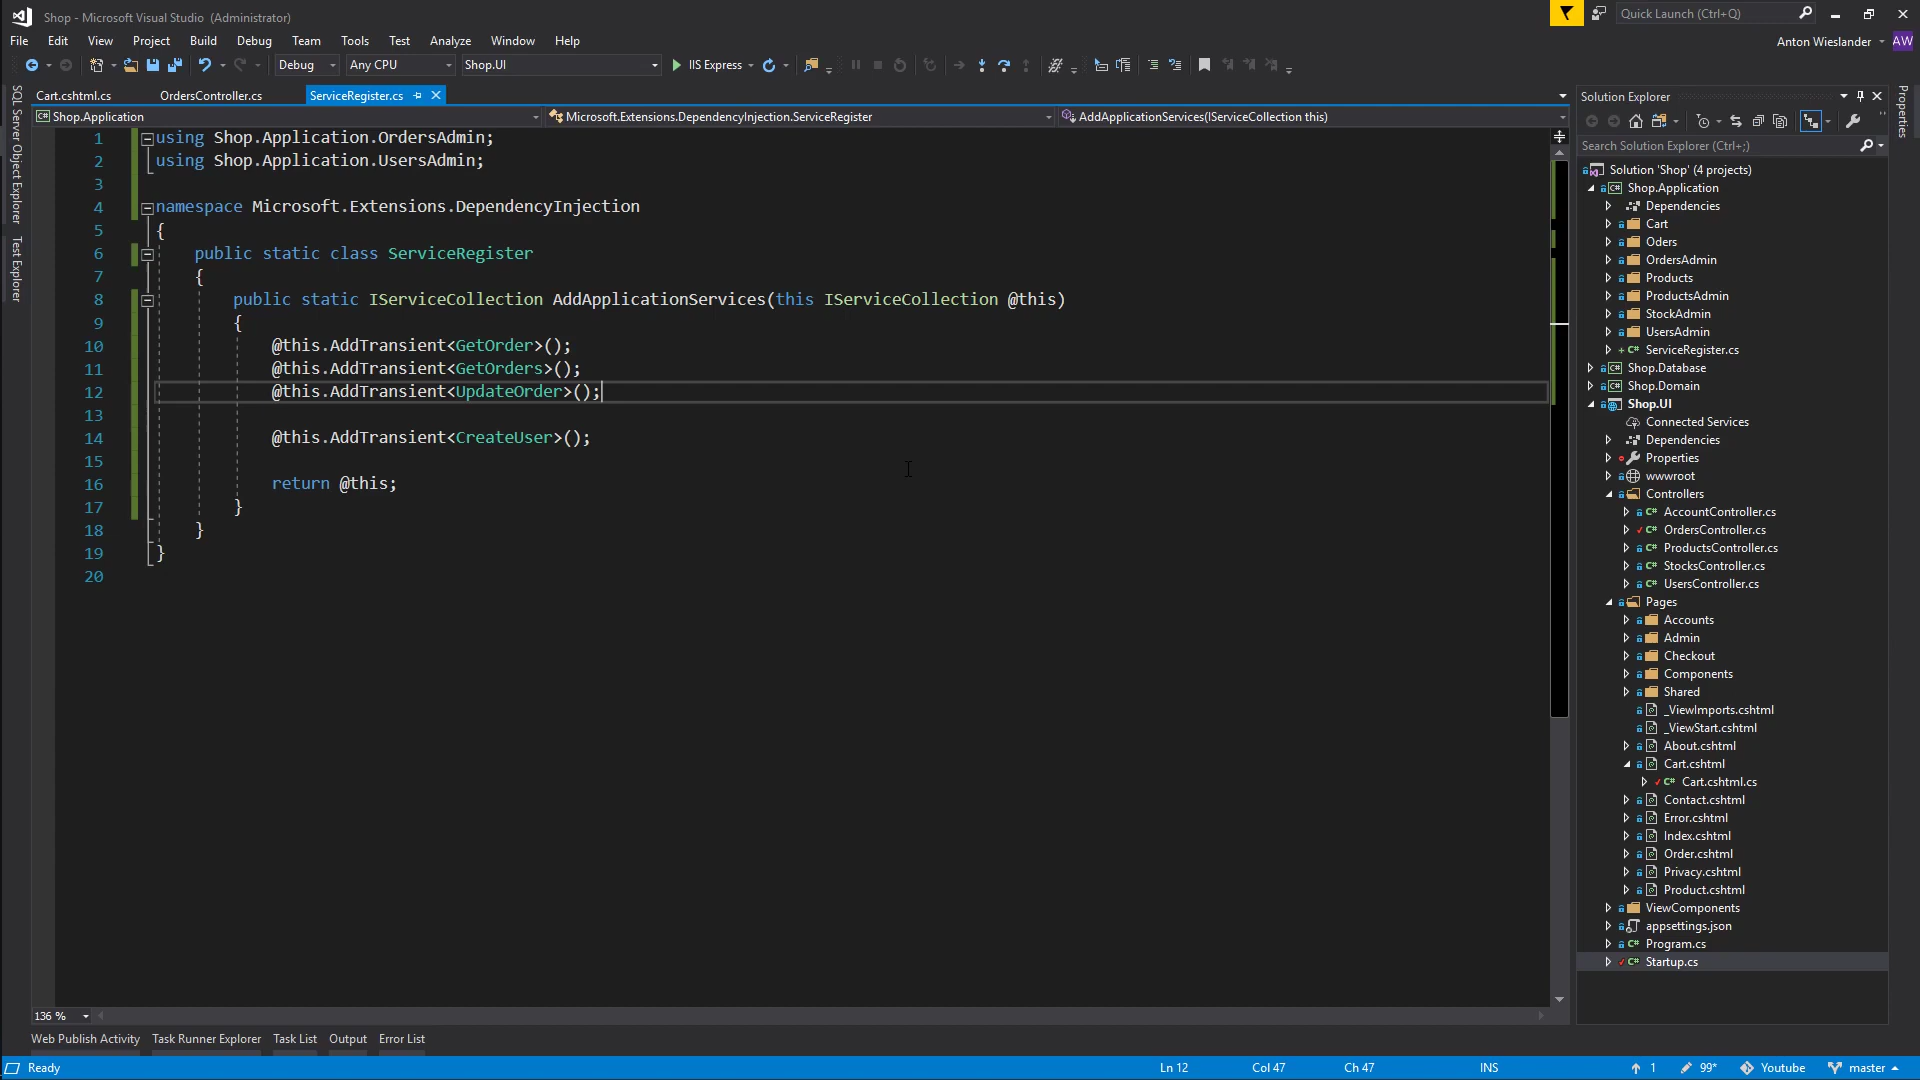 Shop - Microsoft Visual Studio (Administrator)
Quick Launch (Ctrl+Q)
File Edit View Project Build Debug Team Tools Test Analyze Window Help
Anton Wieslander AW
Debug Any CPU Shop.UI IIS Express
Cart.cshtml.cs OrdersController.cs ServiceRegister.cs
Shop.Application Microsoft.Extensions.DependencyInjection.ServiceRegister AddApplicationServices(IServiceCollection this)
SQL Server Object Explorer
Test Explorer
1 using Shop.Application.OrdersAdmin;
2 using Shop.Application.UsersAdmin;
3
4 namespace Microsoft.Extensions.DependencyInjection
5 {
6 public static class ServiceRegister
7 {
8 public static IServiceCollection AddApplicationServices(this IServiceCollection @this)
9 {
10 @this.AddTransient<GetOrder>();
11 @this.AddTransient<GetOrders>();
12 @this.AddTransient<UpdateOrder>();
13
14 @this.AddTransient<CreateUser>();
15
16 return @this;
17 }
18 }
19 }
20
136 %
Solution Explorer
Properties
Search Solution Explorer (Ctrl+;)
Solution 'Shop' (4 projects)
Shop.Application
Dependencies
Cart
Oders
OrdersAdmin
Products
ProductsAdmin
StockAdmin
UsersAdmin
ServiceRegister.cs
Shop.Database
Shop.Domain
Shop.UI
Connected Services
Dependencies
Properties
wwwroot
Controllers
AccountController.cs
OrdersController.cs
ProductsController.cs
StocksController.cs
UsersController.cs
Pages
Accounts
Admin
Checkout
Components
Shared
_ViewImports.cshtml
_ViewStart.cshtml
About.cshtml
Cart.cshtml
Cart.cshtml.cs
Contact.cshtml
Error.cshtml
Index.cshtml
Order.cshtml
Privacy.cshtml
Product.cshtml
ViewComponents
appsettings.json
Program.cs
Startup.cs
Web Publish Activity Task Runner Explorer Task List Output Error List
Ready Ln 12 Col 47 Ch 47 INS 1 99* Youtube master